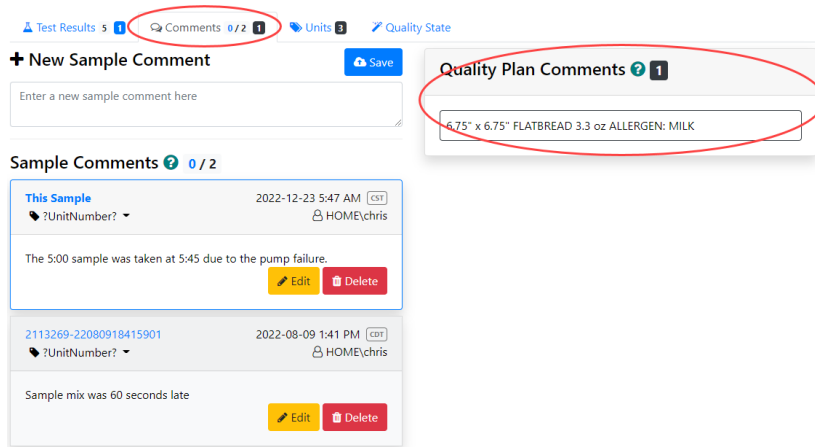 Test Results 5 1 Comments 0/2 1 Units 3 Quality State
New Sample Comment Save
Enter a new sample comment here
Sample Comments ? 0 / 2
This Sample 2022-12-23 5:47 AM CST
?UnitNumber? HOME\chris
The 5:00 sample was taken at 5:45 due to the pump failure.
Edit Delete
2113269-22080918415901 2022-08-09 1:41 PM CDT
?UnitNumber? HOME\chris
Sample mix was 60 seconds late
Edit Delete
Quality Plan Comments ? 1
6.75" x 6.75" FLATBREAD 3.3 oz ALLERGEN: MILK